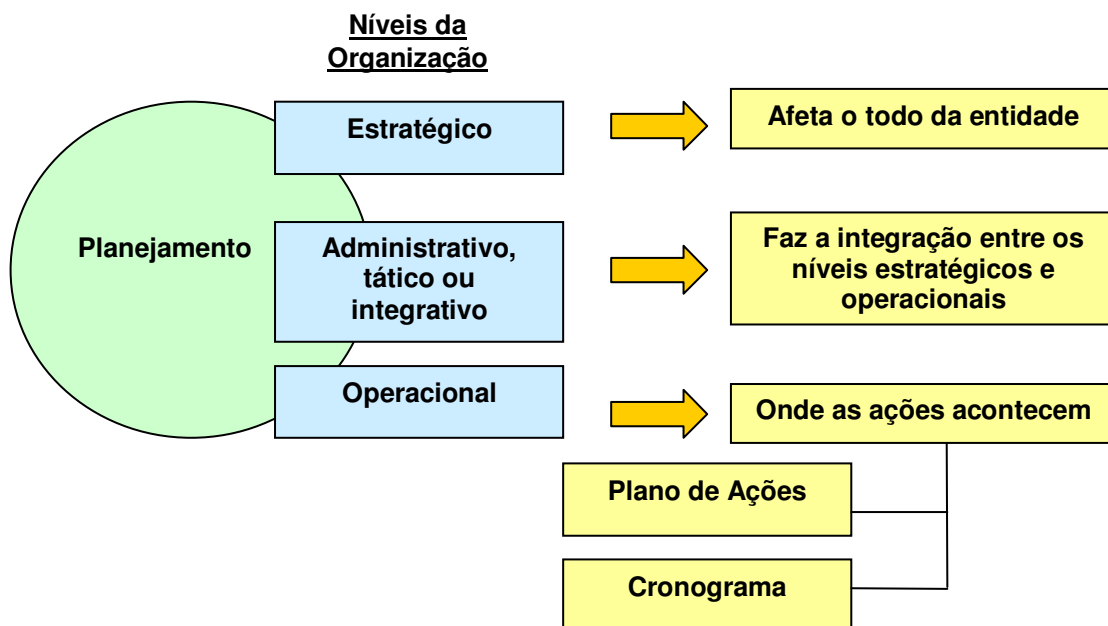 Níveis da
Organização
Estratégico
Afeta o todo da entidade
Planejamento
Administrativo,
tático ou
integrativo
Faz a integração entre os
níveis estratégicos e
operacionais
Operacional
Onde as ações acontecem
Plano de Ações
Cronograma